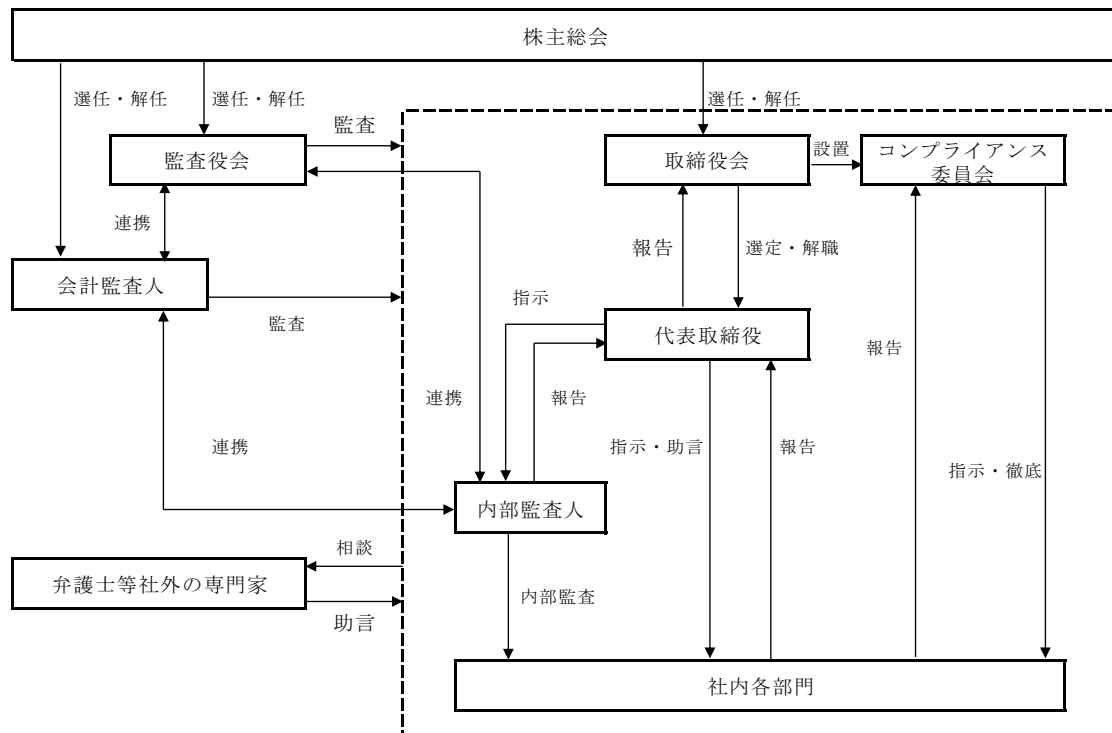 株主総会
選任・解任
選任・解任
選任・解任
監査
監査役会
取締役会
設置
コンプライアンス
委員会
連携
報告
選定・解職
会計監査人
監査
指示
代表取締役
報告
報告
連携
連携
指示・助言
報告
指示・徹底
内部監査人
相談
弁護士等社外の専門家
内部監査
助言
社内各部門